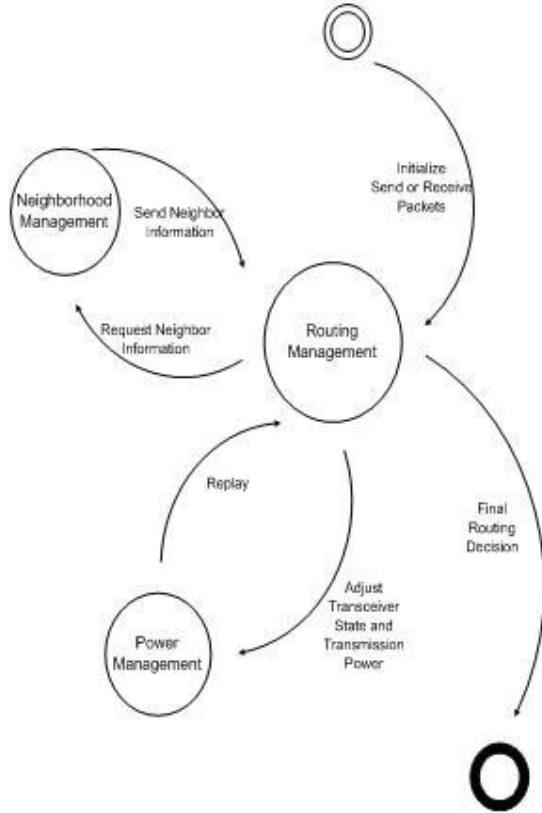 Initialize
Send or Receive
Packets
Neighborhood
Management
Send Neighbor
Information
Request Neighbor
Information
Routing
Management
Replay
Final
Routing
Decision
Adjust
Transceiver
State and
Transmission
Power
Power
Management